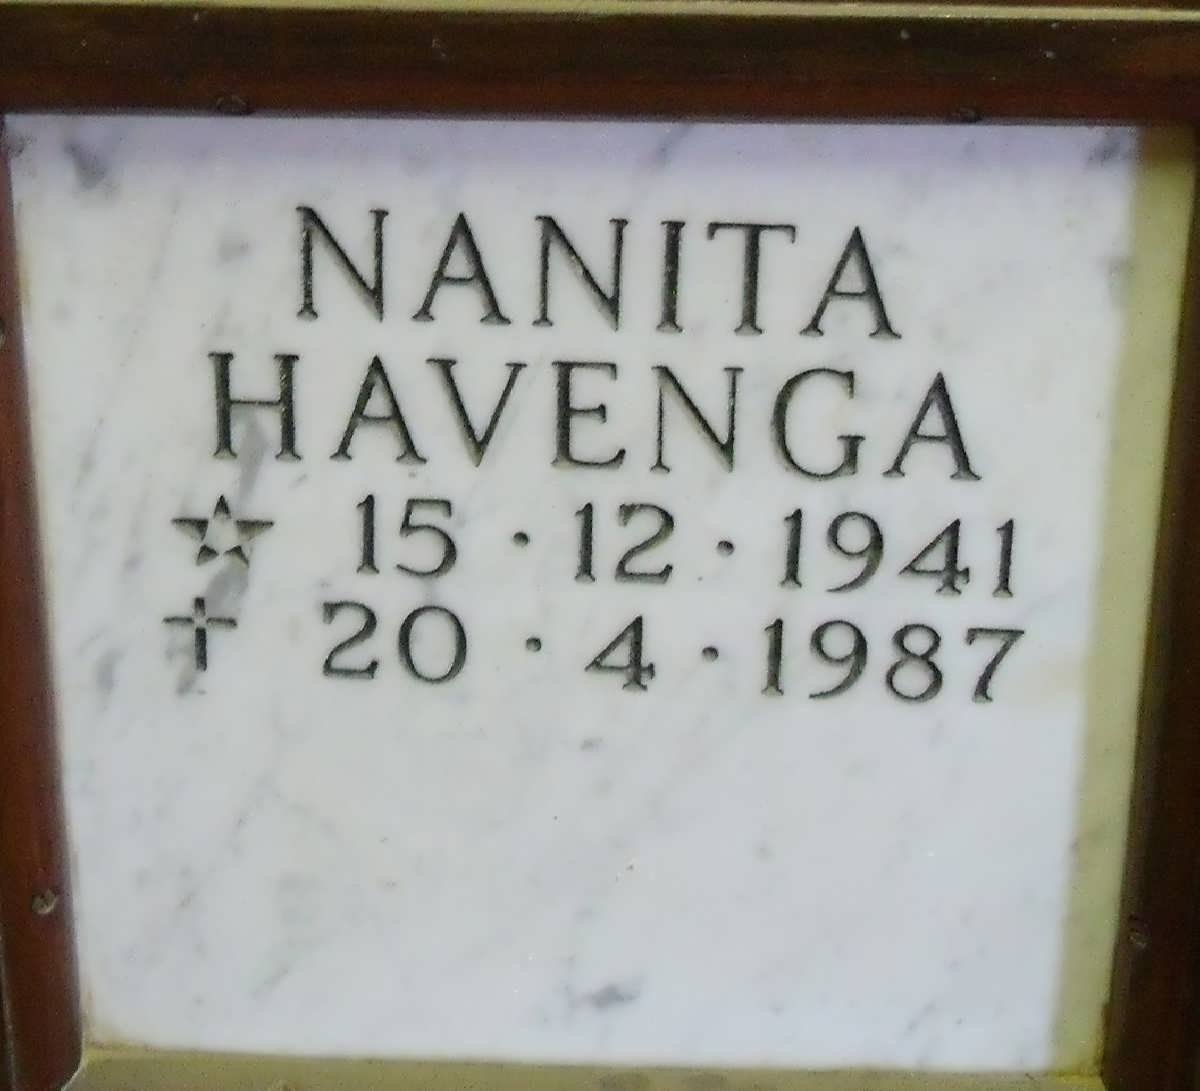 NANITA
HAVENGA
☆ 15 · 12 · 1941
✝ 20 · 4 · 1987